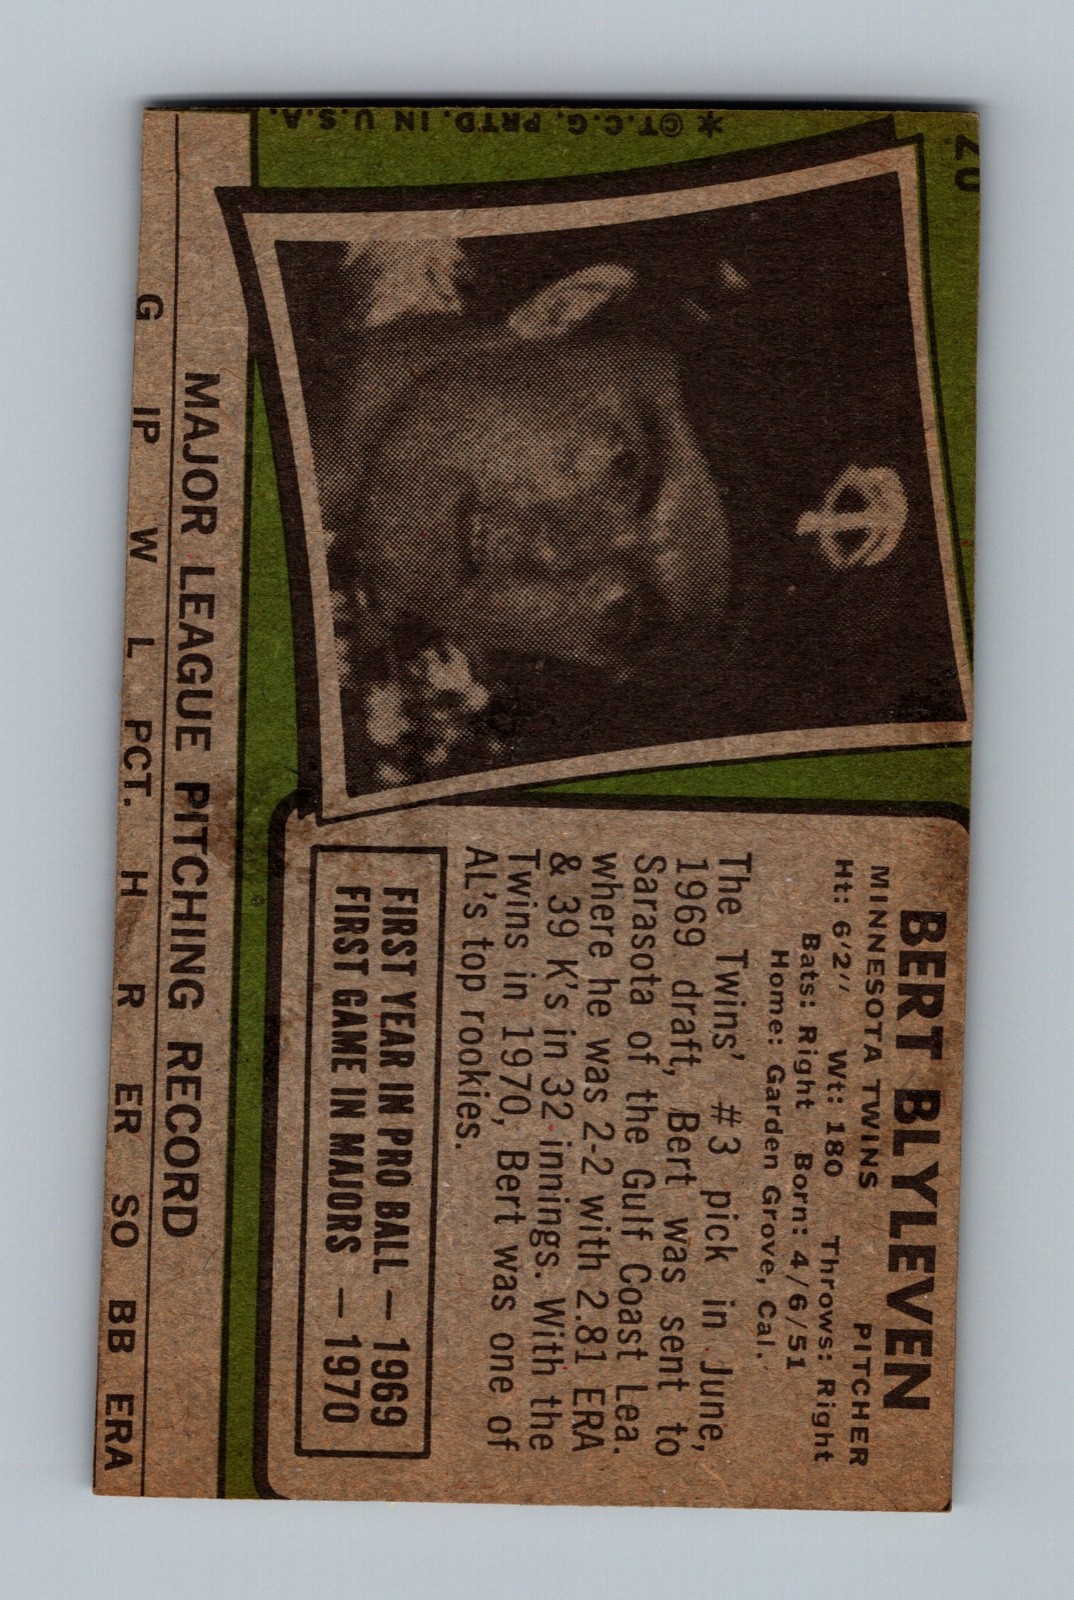 BERT BLYLEVEN
MINNESOTA TWINS PITCHER
Ht: 6'2" Wt: 180 Throws: Right
Bats: Right Born: 4/6/51
Home: Garden Grove, Cal.
The Twins' #3 pick in June,
1969 draft, Bert was sent to
Sarasota of the Gulf Coast Lea.
where he was 2-2 with 2.81 ERA
& 39 K's in 32 innings. With the
Twins in 1970, Bert was one of
AL's top rookies.
FIRST YEAR IN PRO BALL — 1969
FIRST GAME IN MAJORS — 1970
* ©T.C.G. PRTD. IN U.S.A.
MAJOR LEAGUE PITCHING RECORD
G IP W L PCT. H R ER SO BB ERA